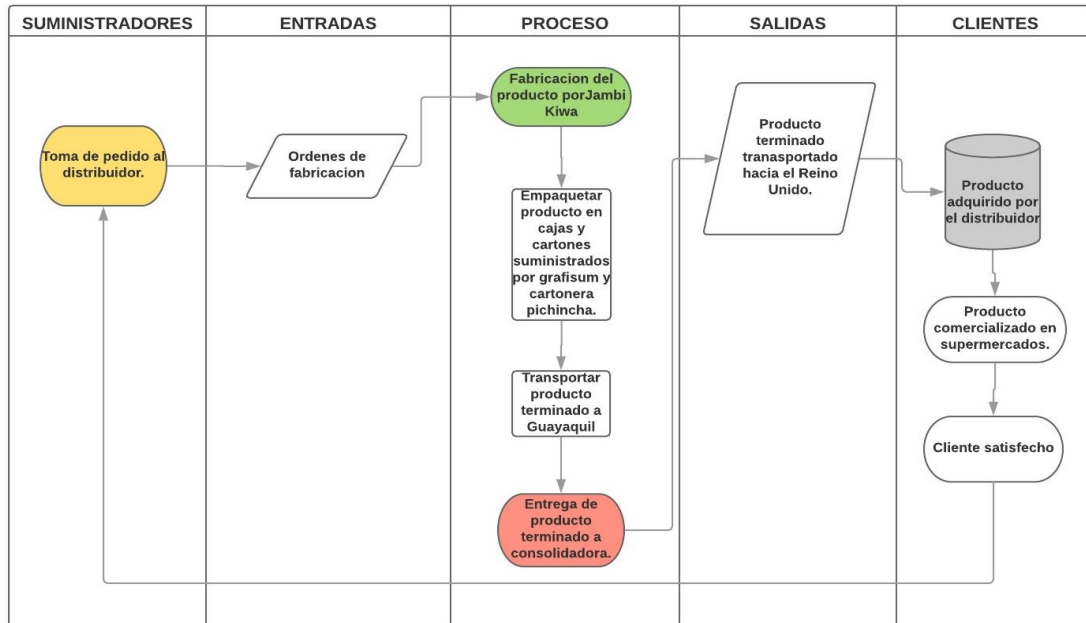 SUMINISTRADORES
ENTRADAS
PROCESO
SALIDAS
CLIENTES
Toma de pedido al
distribuidor.
Ordenes de
fabricacion
Fabricacion del
producto porJambi
Kiwa
Empaquetar
producto en
cajas y
cartones
suministrados
por grafisum y
cartonera
pichincha.
Transportar
producto
terminado a
Guayaquil
Entrega de
producto
terminado a
consolidadora.
Producto
terminado
transaportado
hacia el Reino
Unido.
Producto
adquirido por
el distribuidor
Producto
comercializado en
supermercados.
Cliente satisfecho